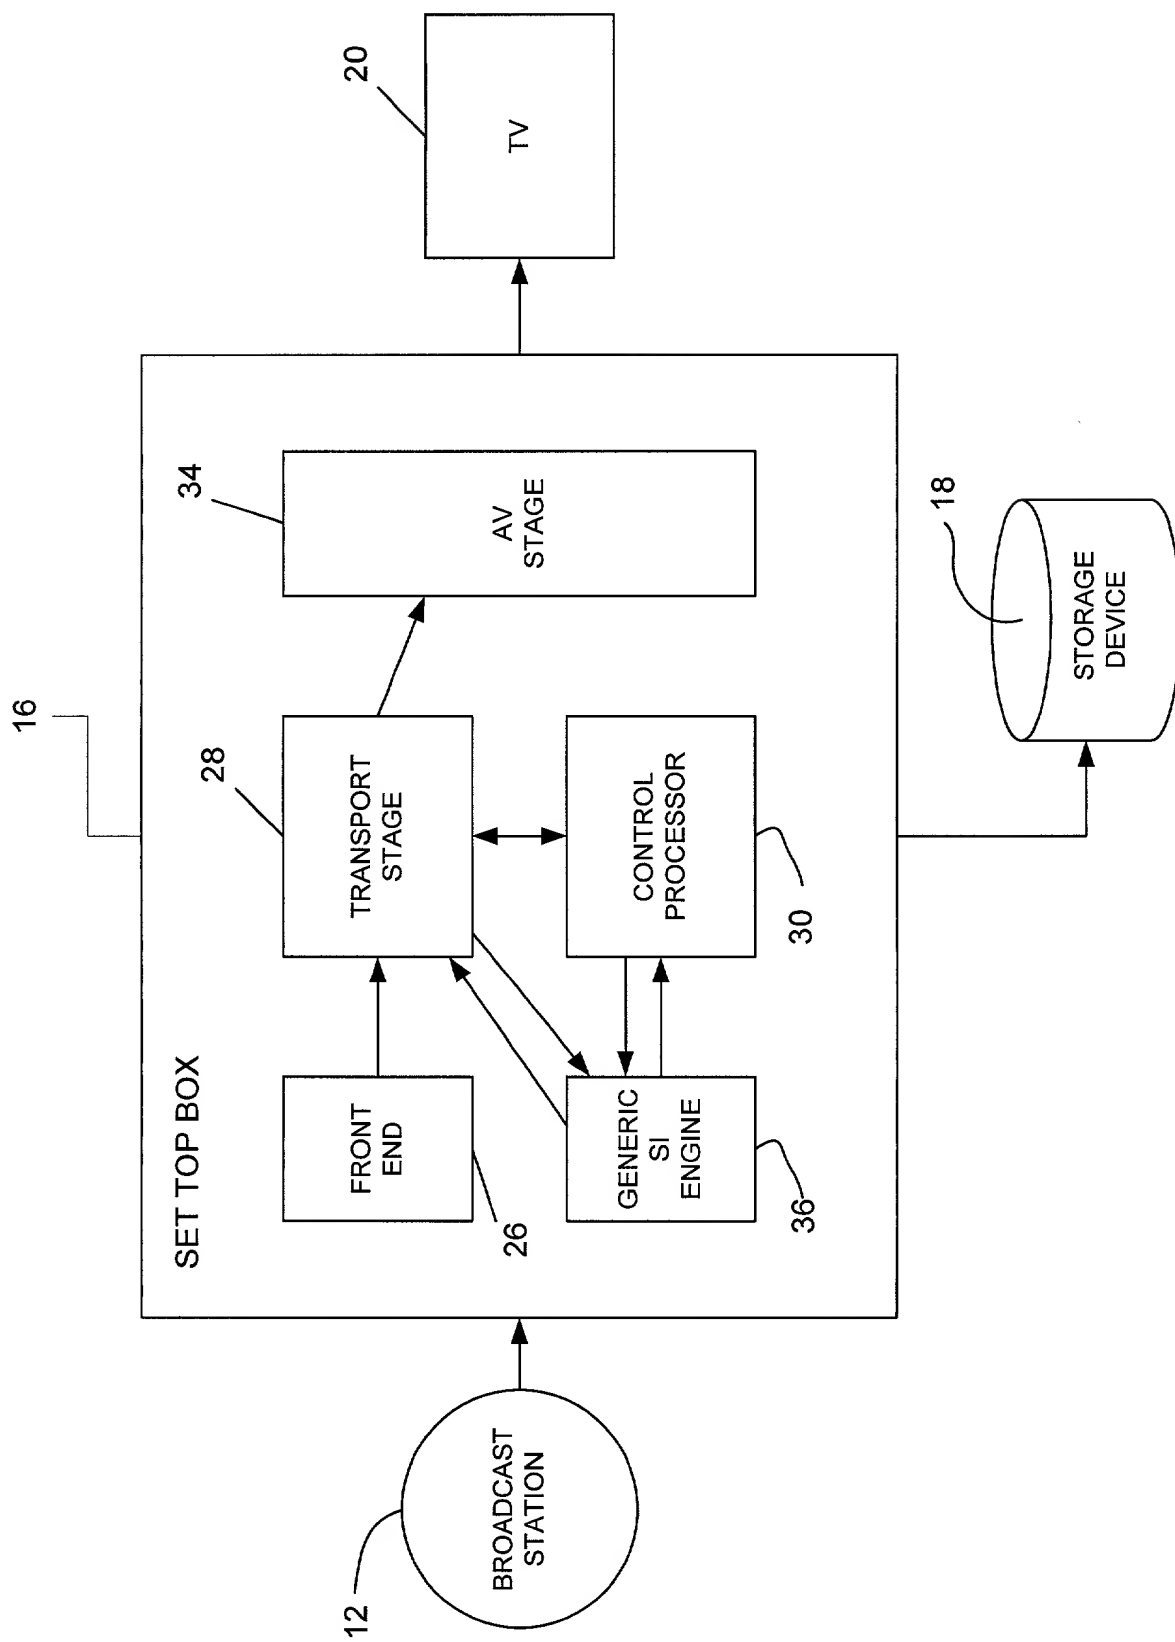 16
SET TOP BOX
28
34
20
FRONT
END
TRANSPORT
STAGE
AV
STAGE
TV
26
12
BROADCAST
STATION
GENERIC
SI
ENGINE
CONTROL
PROCESSOR
36
30
18
STORAGE
DEVICE